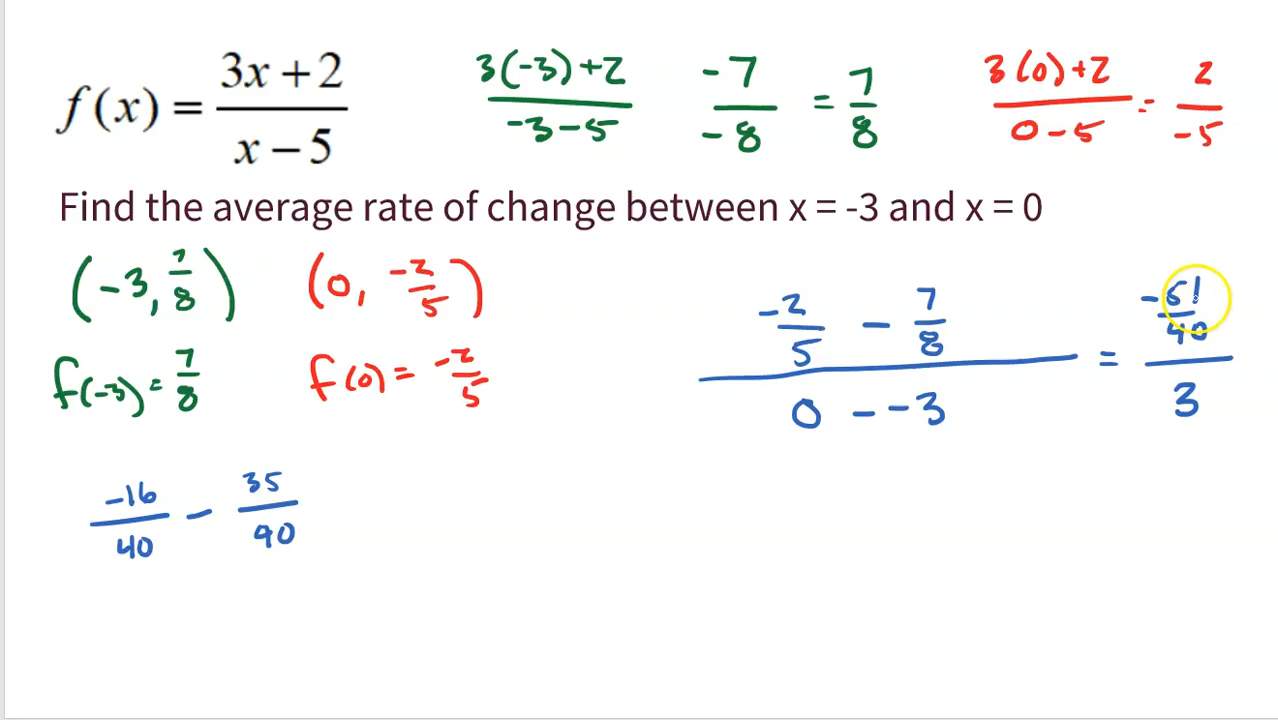 f(x) = (3x + 2)/(x − 5)
(3(-3)+2)/(-3-5) -7/-8 = 7/8
(3(0)+2)/(0-5) = 2/-5
Find the average rate of change between x = -3 and x = 0
(-3, 7/8) (0, -2/5)
f(-3) = 7/8 f(0) = -2/5
(-2/5 - 7/8)/(0 - -3) = (-51/40)/3
-16/40 - 35/40